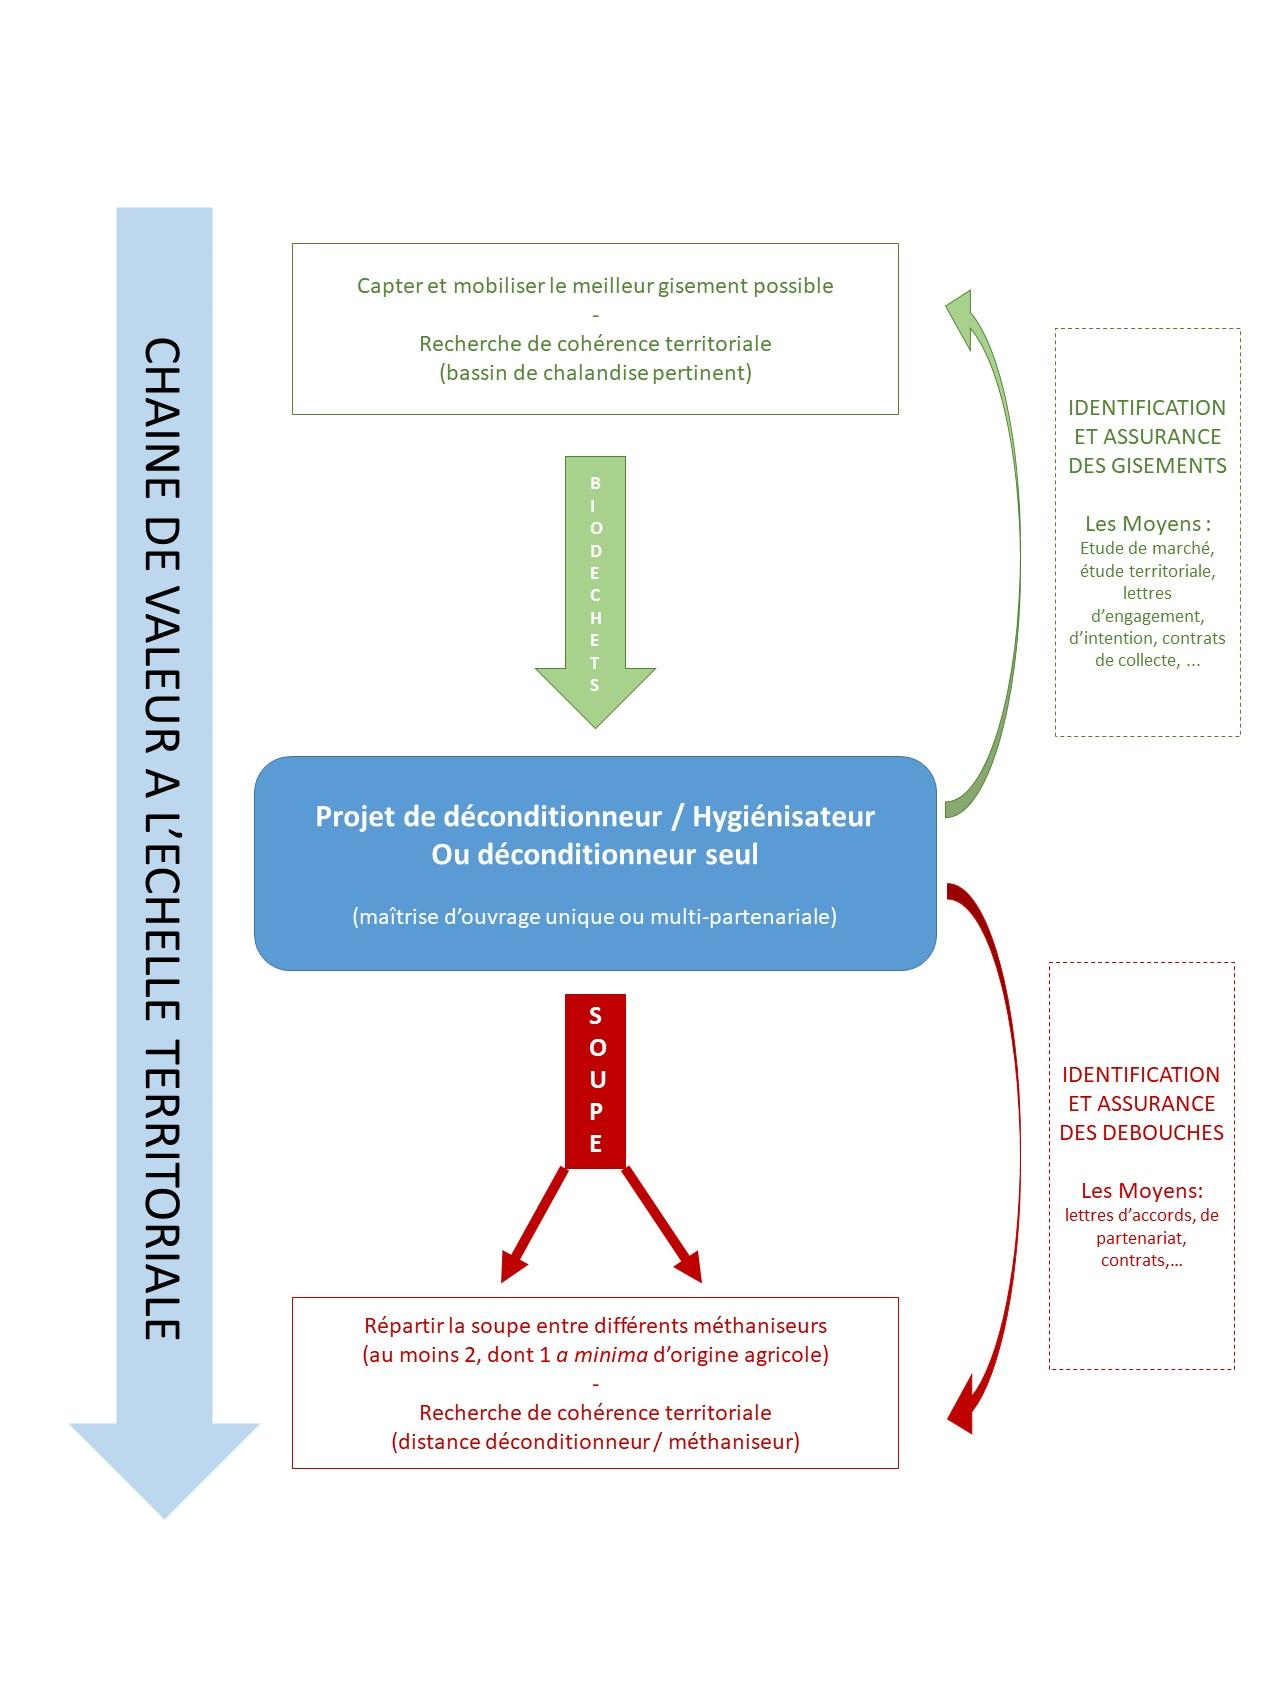 CHAINE DE VALEUR A L’ECHELLE TERRITORIALE
Capter et mobiliser le meilleur gisement possible
-
Recherche de cohérence territoriale
(bassin de chalandise pertinent)
BIODECHETS
IDENTIFICATION
ET ASSURANCE
DES GISEMENTS
Les Moyens :
Etude de marché,
étude territoriale,
lettres
d’engagement,
d’intention, contrats
de collecte, ...
Projet de déconditionneur / Hygiénisateur
Ou déconditionneur seul
(maîtrise d’ouvrage unique ou multi-partenariale)
SOUPE
IDENTIFICATION
ET ASSURANCE
DES DEBOUCHES
Les Moyens:
lettres d’accords, de
partenariat,
contrats,...
Répartir la soupe entre différents méthaniseurs
(au moins 2, dont 1 a minima d’origine agricole)
-
Recherche de cohérence territoriale
(distance déconditionneur / méthaniseur)